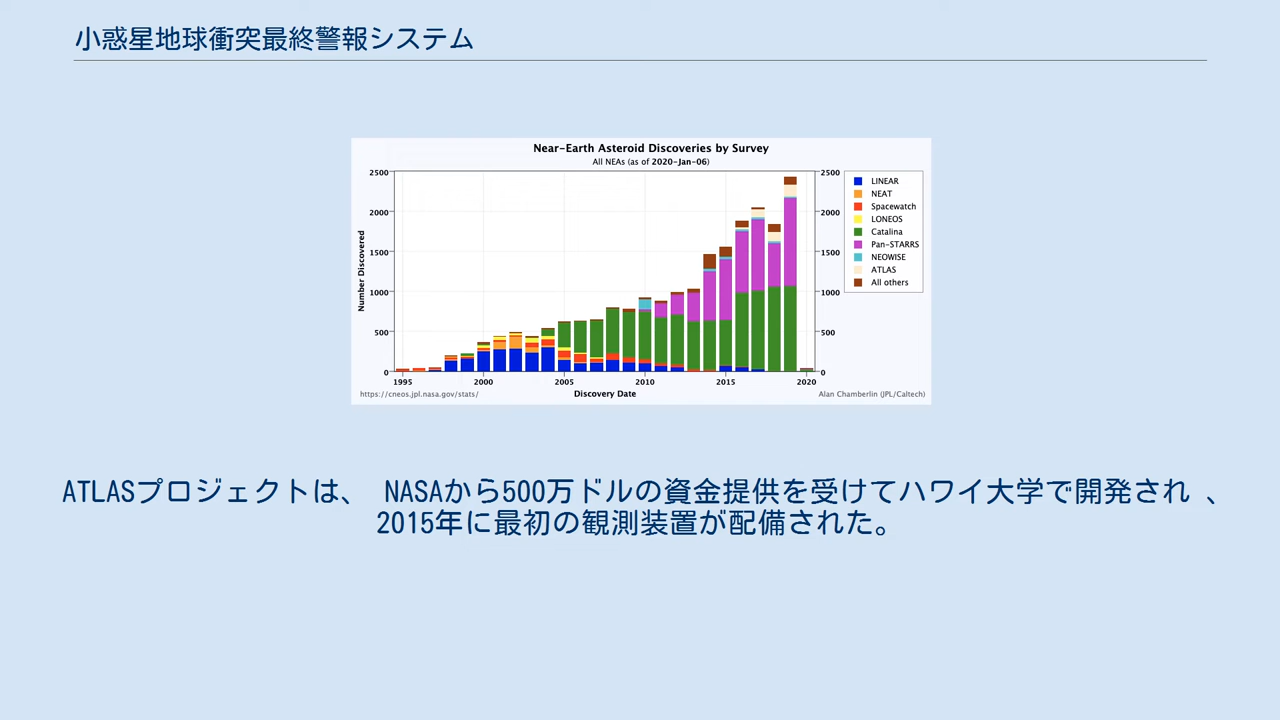 小惑星地球衝突最終警報システム
Near-Earth Asteroid Discoveries by Survey
All NEAs (as of 2020-Jan-06)
Number Discovered
2500
2000
1500
1000
500
0
2500
2000
1500
1000
500
0
1995
2000
2005
2010
2015
2020
LINEAR
NEAT
Spacewatch
LONEOS
Catalina
Pan-STARRS
NEOWISE
ATLAS
All others
https://cneos.jpl.nasa.gov/stats/
Discovery Date
Alan Chamberlin (JPL/Caltech)
ATLASプロジェクトは、 NASAから500万ドルの資金提供を受けてハワイ大学で開発され 、
2015年に最初の観測装置が配備された。